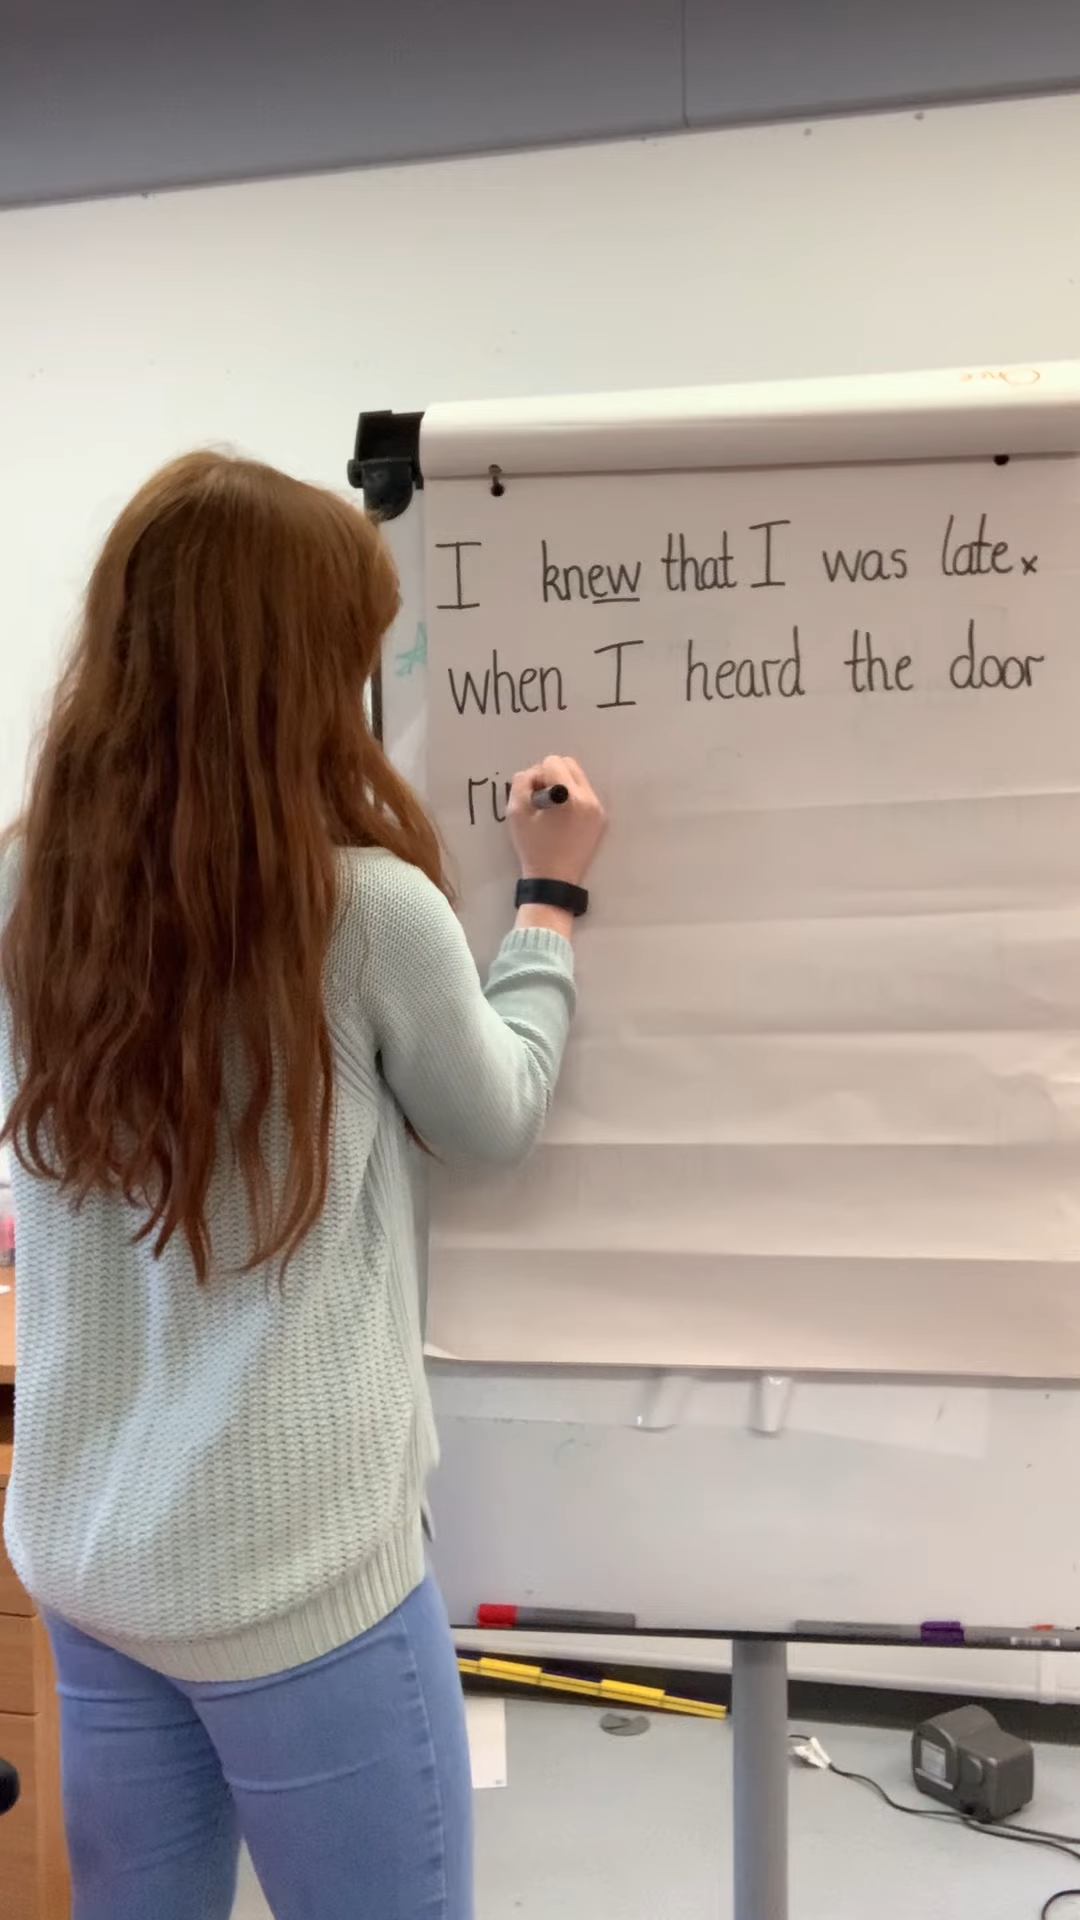 I knew that I was late x
when I heard the door
ri